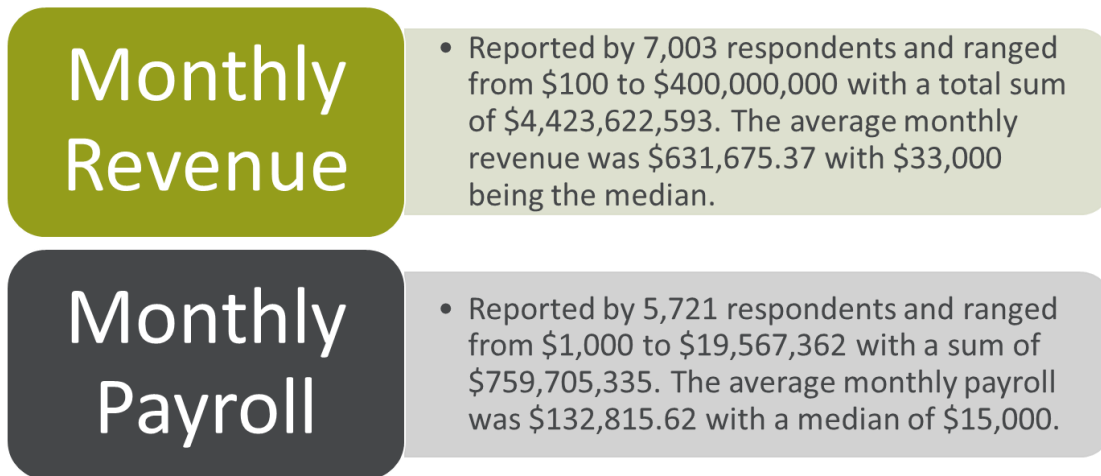 Monthly
Revenue
• Reported by 7,003 respondents and ranged
from $100 to $400,000,000 with a total sum
of $4,423,622,593. The average monthly
revenue was $631,675.37 with $33,000
being the median.
Monthly
Payroll
• Reported by 5,721 respondents and ranged
from $1,000 to $19,567,362 with a sum of
$759,705,335. The average monthly payroll
was $132,815.62 with a median of $15,000.